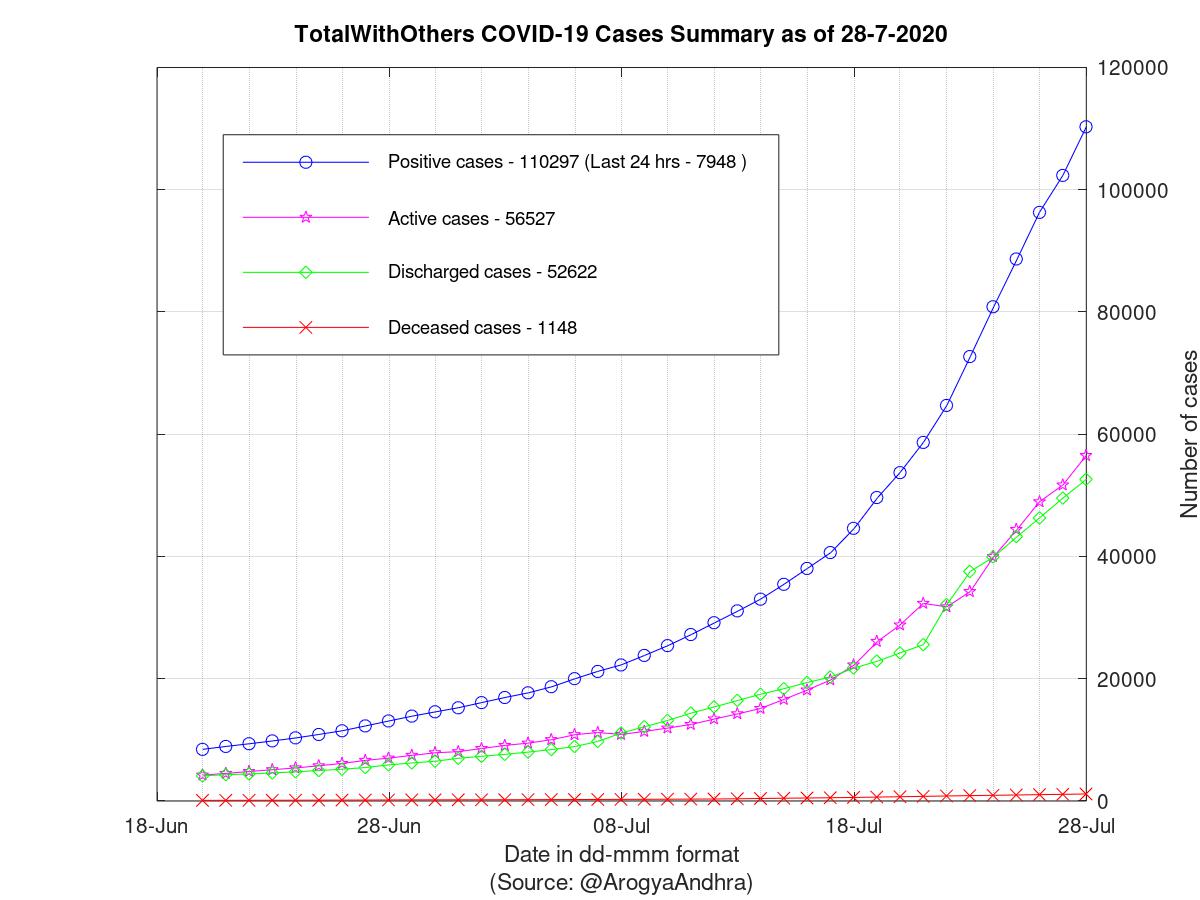 TotalWithOthers COVID-19 Cases Summary as of 28-7-2020
120000
Positive cases - 110297 (Last 24 hrs - 7948 )
100000
Active cases - 56527
Discharged cases - 52622
80000
Deceased cases - 1148
Number of cases
60000
40000
20000
0
18-Jun 28-Jun 08-Jul 18-Jul 28-Jul
Date in dd-mmm format
(Source: @ArogyaAndhra)